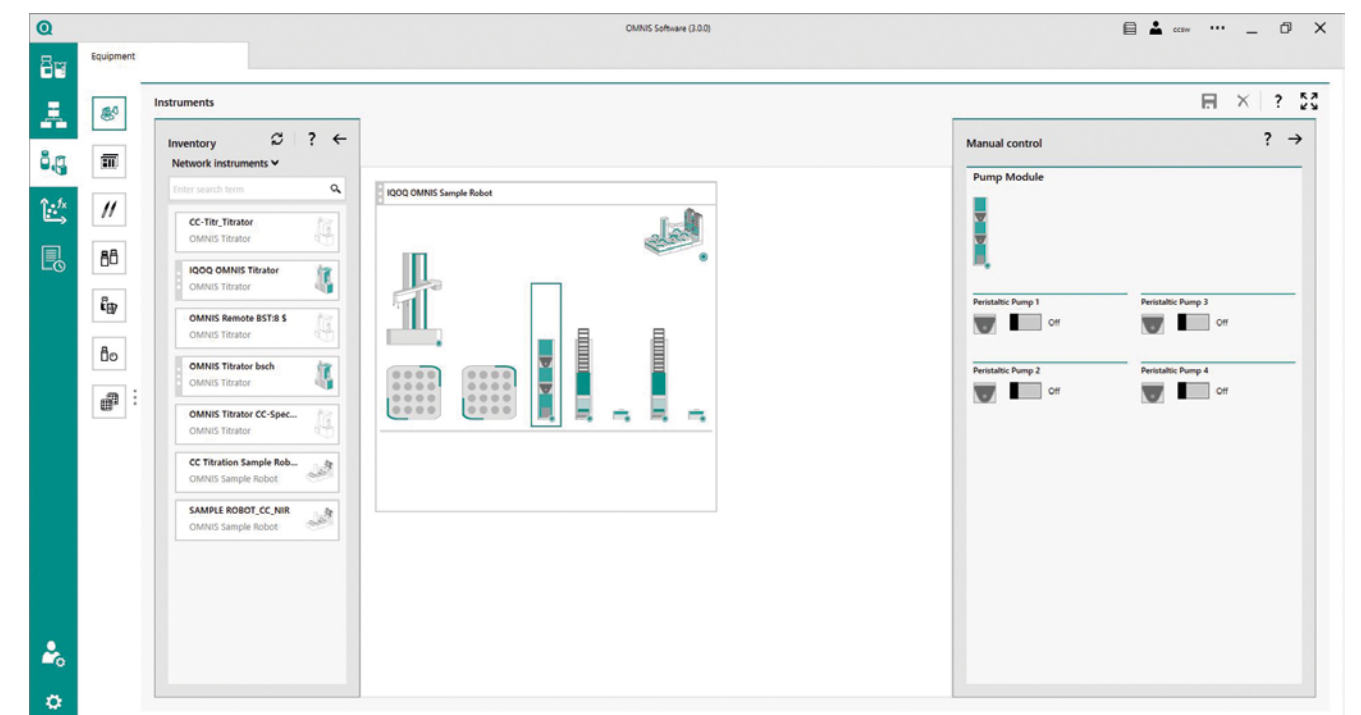 OMNIS Software (3.0.0)
ccsw
Equipment
Instruments
Inventory
Network instruments
Enter search term
CC-Titr_Titrator
OMNIS Titrator
IQOQ OMNIS Titrator
OMNIS Titrator
OMNIS Remote BST:8 $
OMNIS Titrator
OMNIS Titrator bsch
OMNIS Titrator
OMNIS Titrator CC-Spec...
OMNIS Titrator
CC Titration Sample Rob...
OMNIS Sample Robot
SAMPLE ROBOT_CC_NIR
OMNIS Sample Robot
IQOQ OMNIS Sample Robot
Manual control
Pump Module
Peristaltic Pump 1
Off
Peristaltic Pump 3
Off
Peristaltic Pump 2
Off
Peristaltic Pump 4
Off